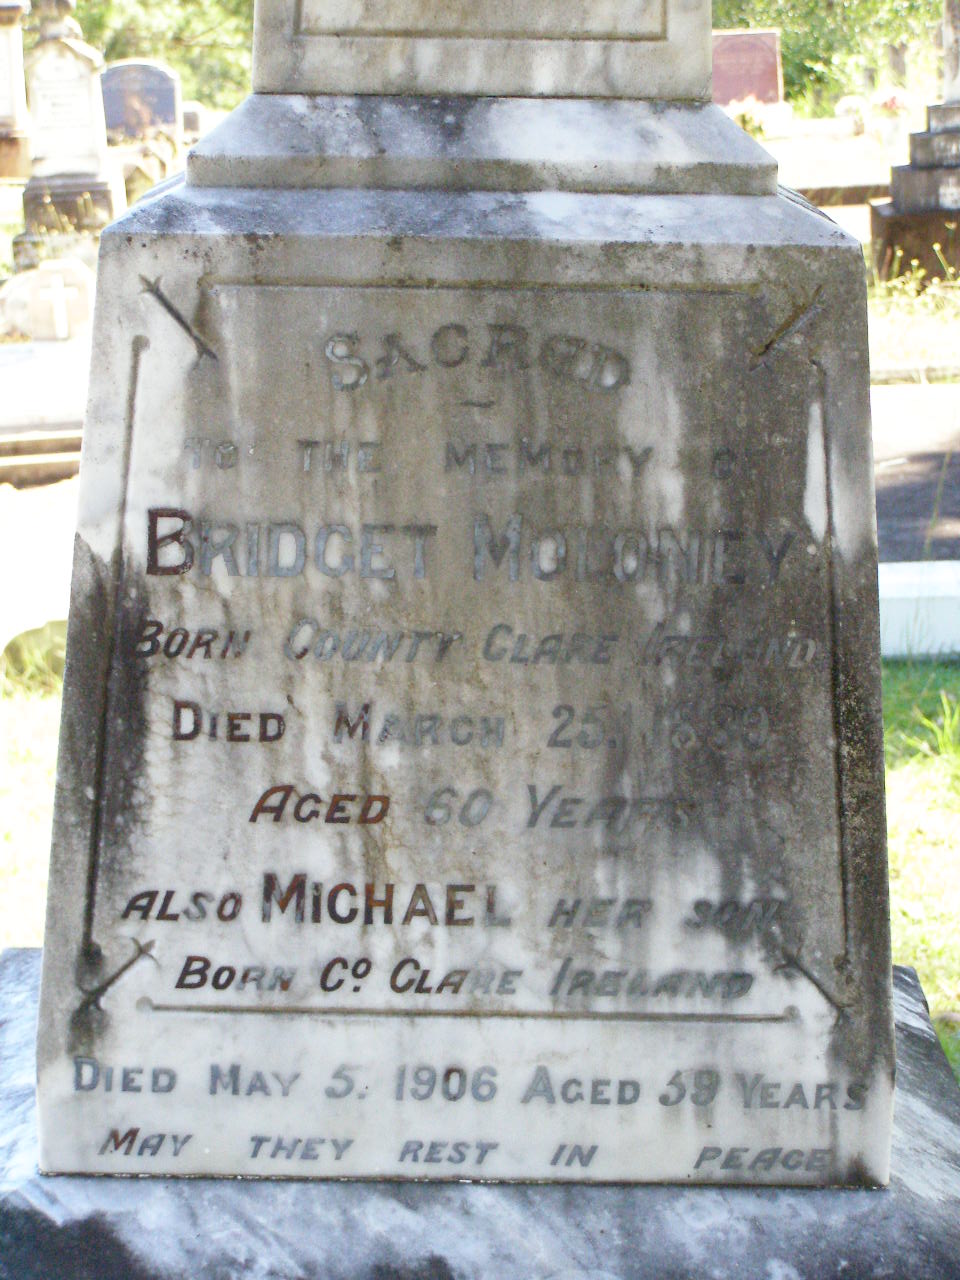 SACRED
TO THE MEMORY OF
BRIDGET MOLONEY
BORN COUNTY CLARE IRELAND
DIED MARCH 25.
AGED 60 YEARS
ALSO MICHAEL HER SON
BORN Cº CLARE IRELAND
DIED MAY 5. 1906 AGED 59 YEARS
MAY THEY REST IN PEACE